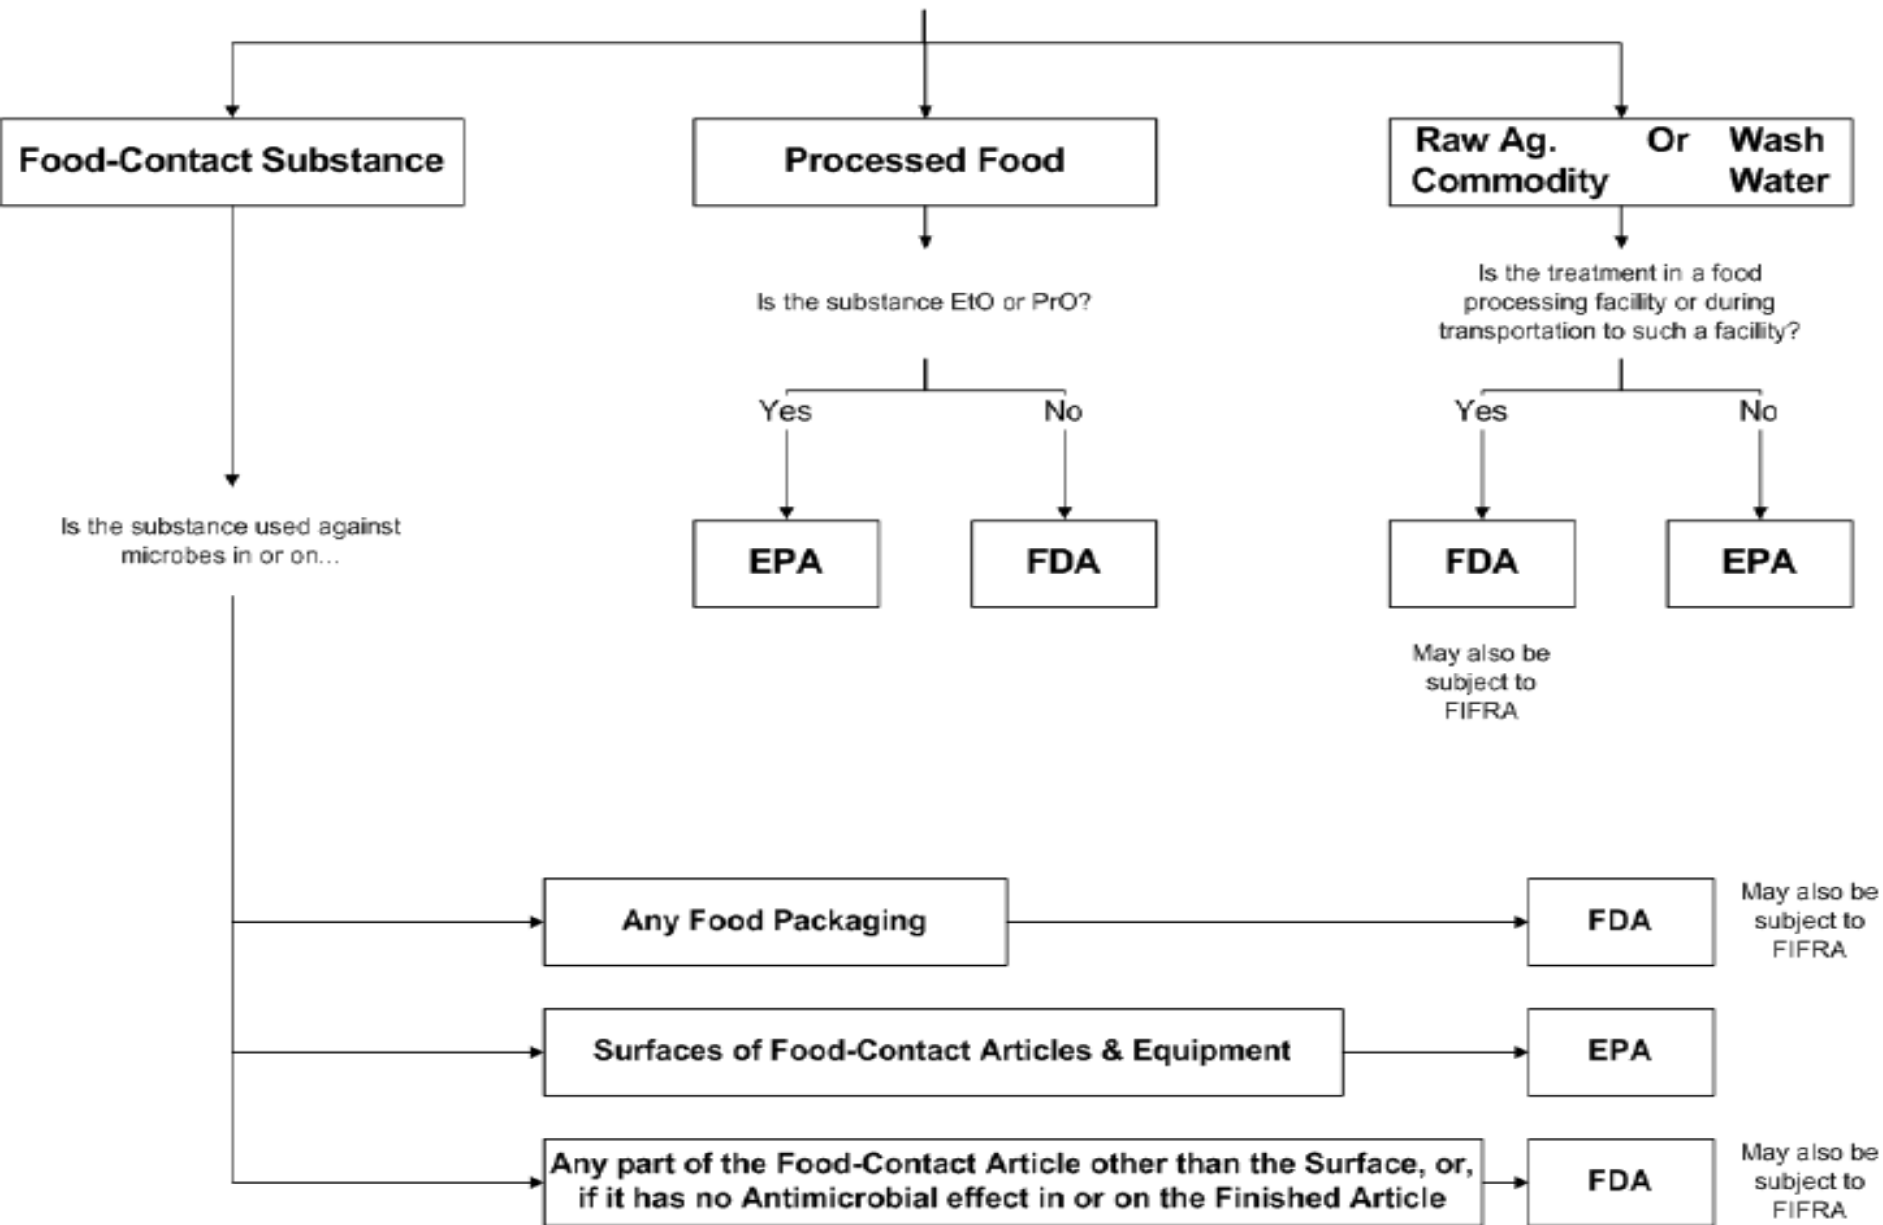 Food-Contact Substance
Processed Food
Raw Ag. Or Wash
Commodity Water
Is the substance EtO or PrO?
Is the treatment in a food
processing facility or during
transportation to such a facility?
Yes No
Yes No
EPA FDA
FDA EPA
May also be
subject to
FIFRA
Is the substance used against
microbes in or on...
Any Food Packaging
FDA
May also be
subject to
FIFRA
Surfaces of Food-Contact Articles & Equipment
EPA
Any part of the Food-Contact Article other than the Surface, or,
if it has no Antimicrobial effect in or on the Finished Article
FDA
May also be
subject to
FIFRA